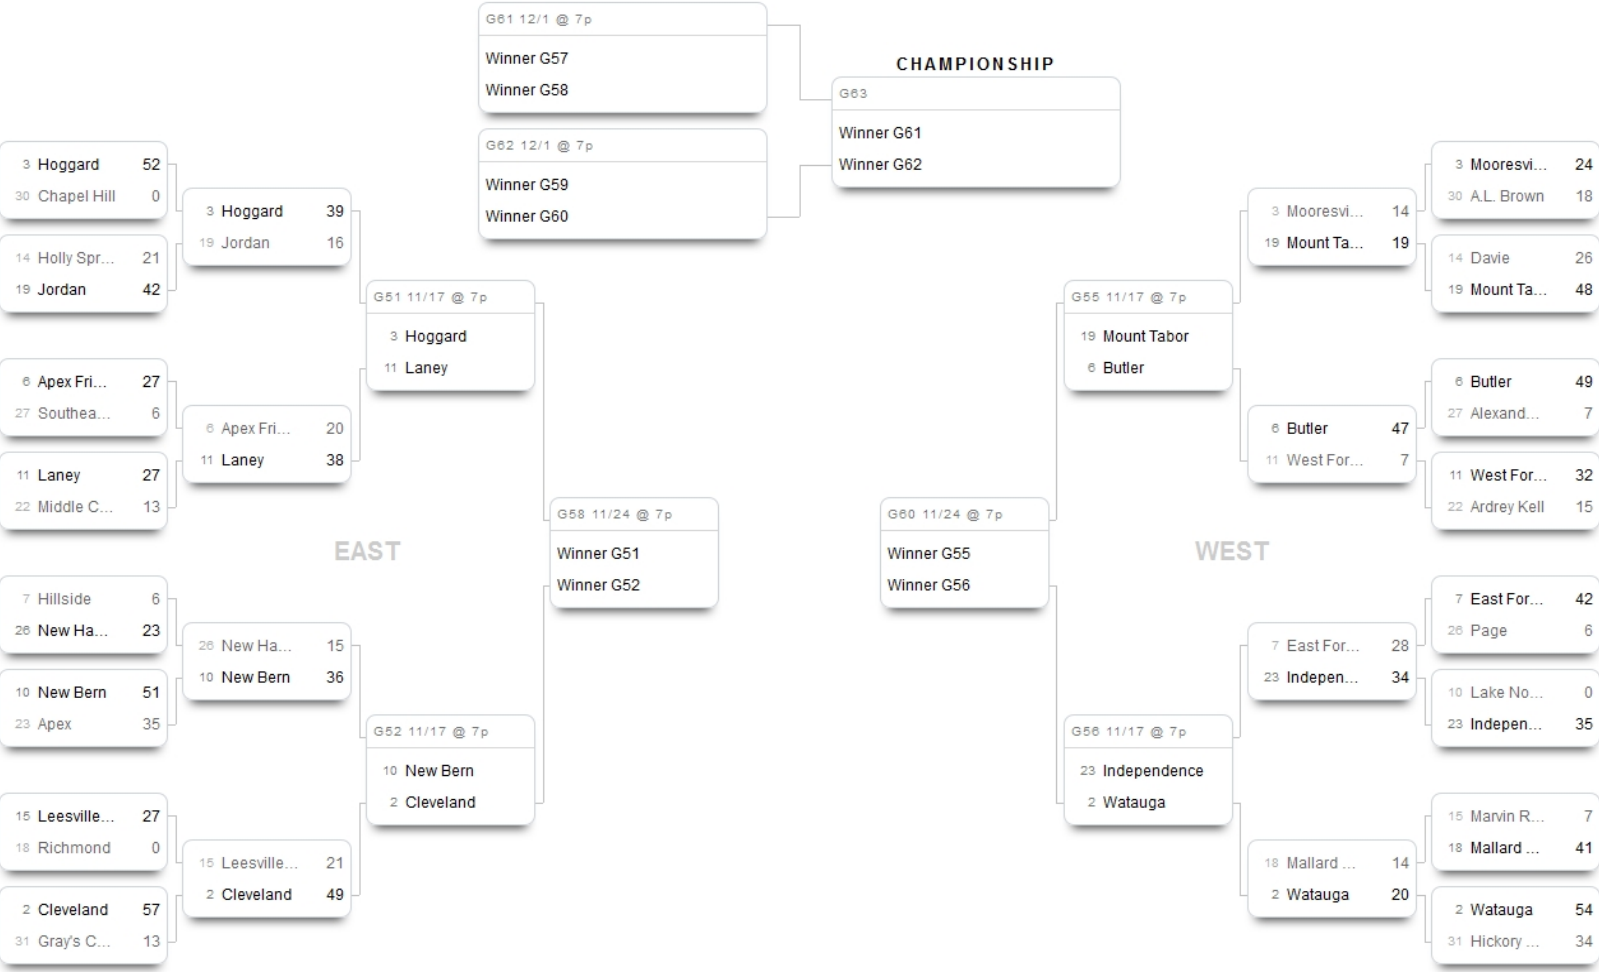 G61 12/1 @ 7p
Winner G57
Winner G58
G62 12/1 @ 7p
Winner G59
Winner G60
CHAMPIONSHIP
G63
Winner G61
Winner G62
3 Hoggard 52
30 Chapel Hill 0
14 Holly Spr... 21
19 Jordan 42
6 Apex Fri... 27
27 Southea... 6
11 Laney 27
22 Middle C... 13
7 Hillside 6
26 New Ha... 23
10 New Bern 51
23 Apex 35
15 Leesville... 27
18 Richmond 0
2 Cleveland 57
31 Gray's C... 13
3 Hoggard 39
19 Jordan 16
6 Apex Fri... 20
11 Laney 38
26 New Ha... 15
10 New Bern 36
15 Leesville... 21
2 Cleveland 49
G51 11/17 @ 7p
3 Hoggard
11 Laney
EAST
G52 11/17 @ 7p
10 New Bern
2 Cleveland
G58 11/24 @ 7p
Winner G51
Winner G52
G60 11/24 @ 7p
Winner G55
Winner G56
G55 11/17 @ 7p
19 Mount Tabor
6 Butler
WEST
G56 11/17 @ 7p
23 Independence
2 Watauga
3 Mooresvi... 14
19 Mount Ta... 19
6 Butler 47
11 West For... 7
7 East For... 28
23 Indepen... 34
18 Mallard ... 14
2 Watauga 20
3 Mooresvi... 24
30 A.L. Brown 18
14 Davie 26
19 Mount Ta... 48
6 Butler 49
27 Alexand... 7
11 West For... 32
22 Ardrey Kell 15
7 East For... 42
26 Page 6
10 Lake No... 0
23 Indepen... 35
15 Marvin R... 7
18 Mallard ... 41
2 Watauga 54
31 Hickory ... 34